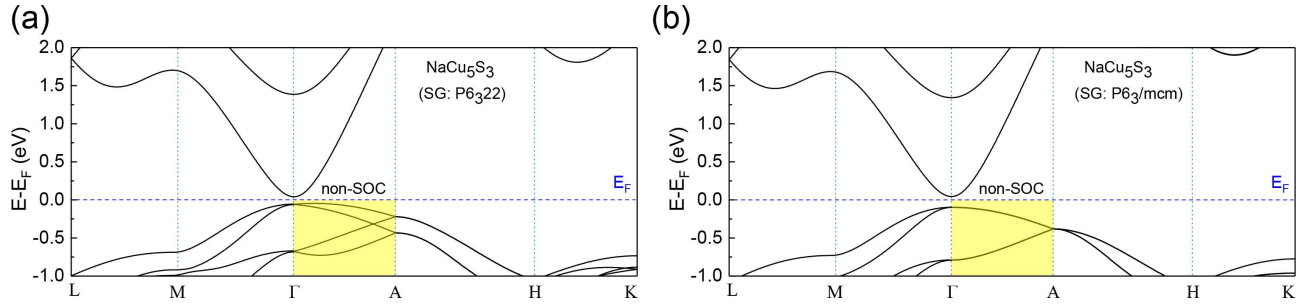 (a)
2.0
1.5
1.0
0.5
0.0
-0.5
-1.0
E-E_F (eV)
NaCu5S3
(SG: P6322)
non-SOC
E_F
L M Γ A H K
(b)
2.0
1.5
1.0
0.5
0.0
-0.5
-1.0
E-E_F (eV)
NaCu5S3
(SG: P63/mcm)
non-SOC
E_F
L M Γ A H K